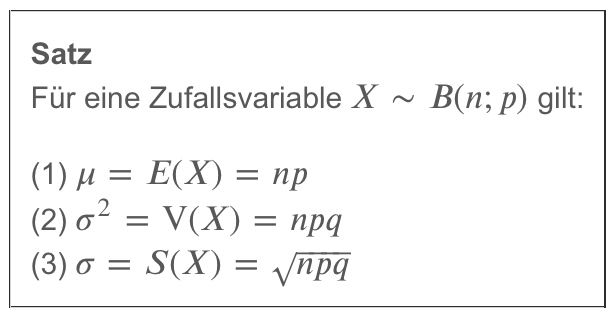 Satz
Für eine Zufallsvariable X ∼ B(n; p) gilt:
(1) μ = E(X) = np
(2) σ² = V(X) = npq
(3) σ = S(X) = √npq